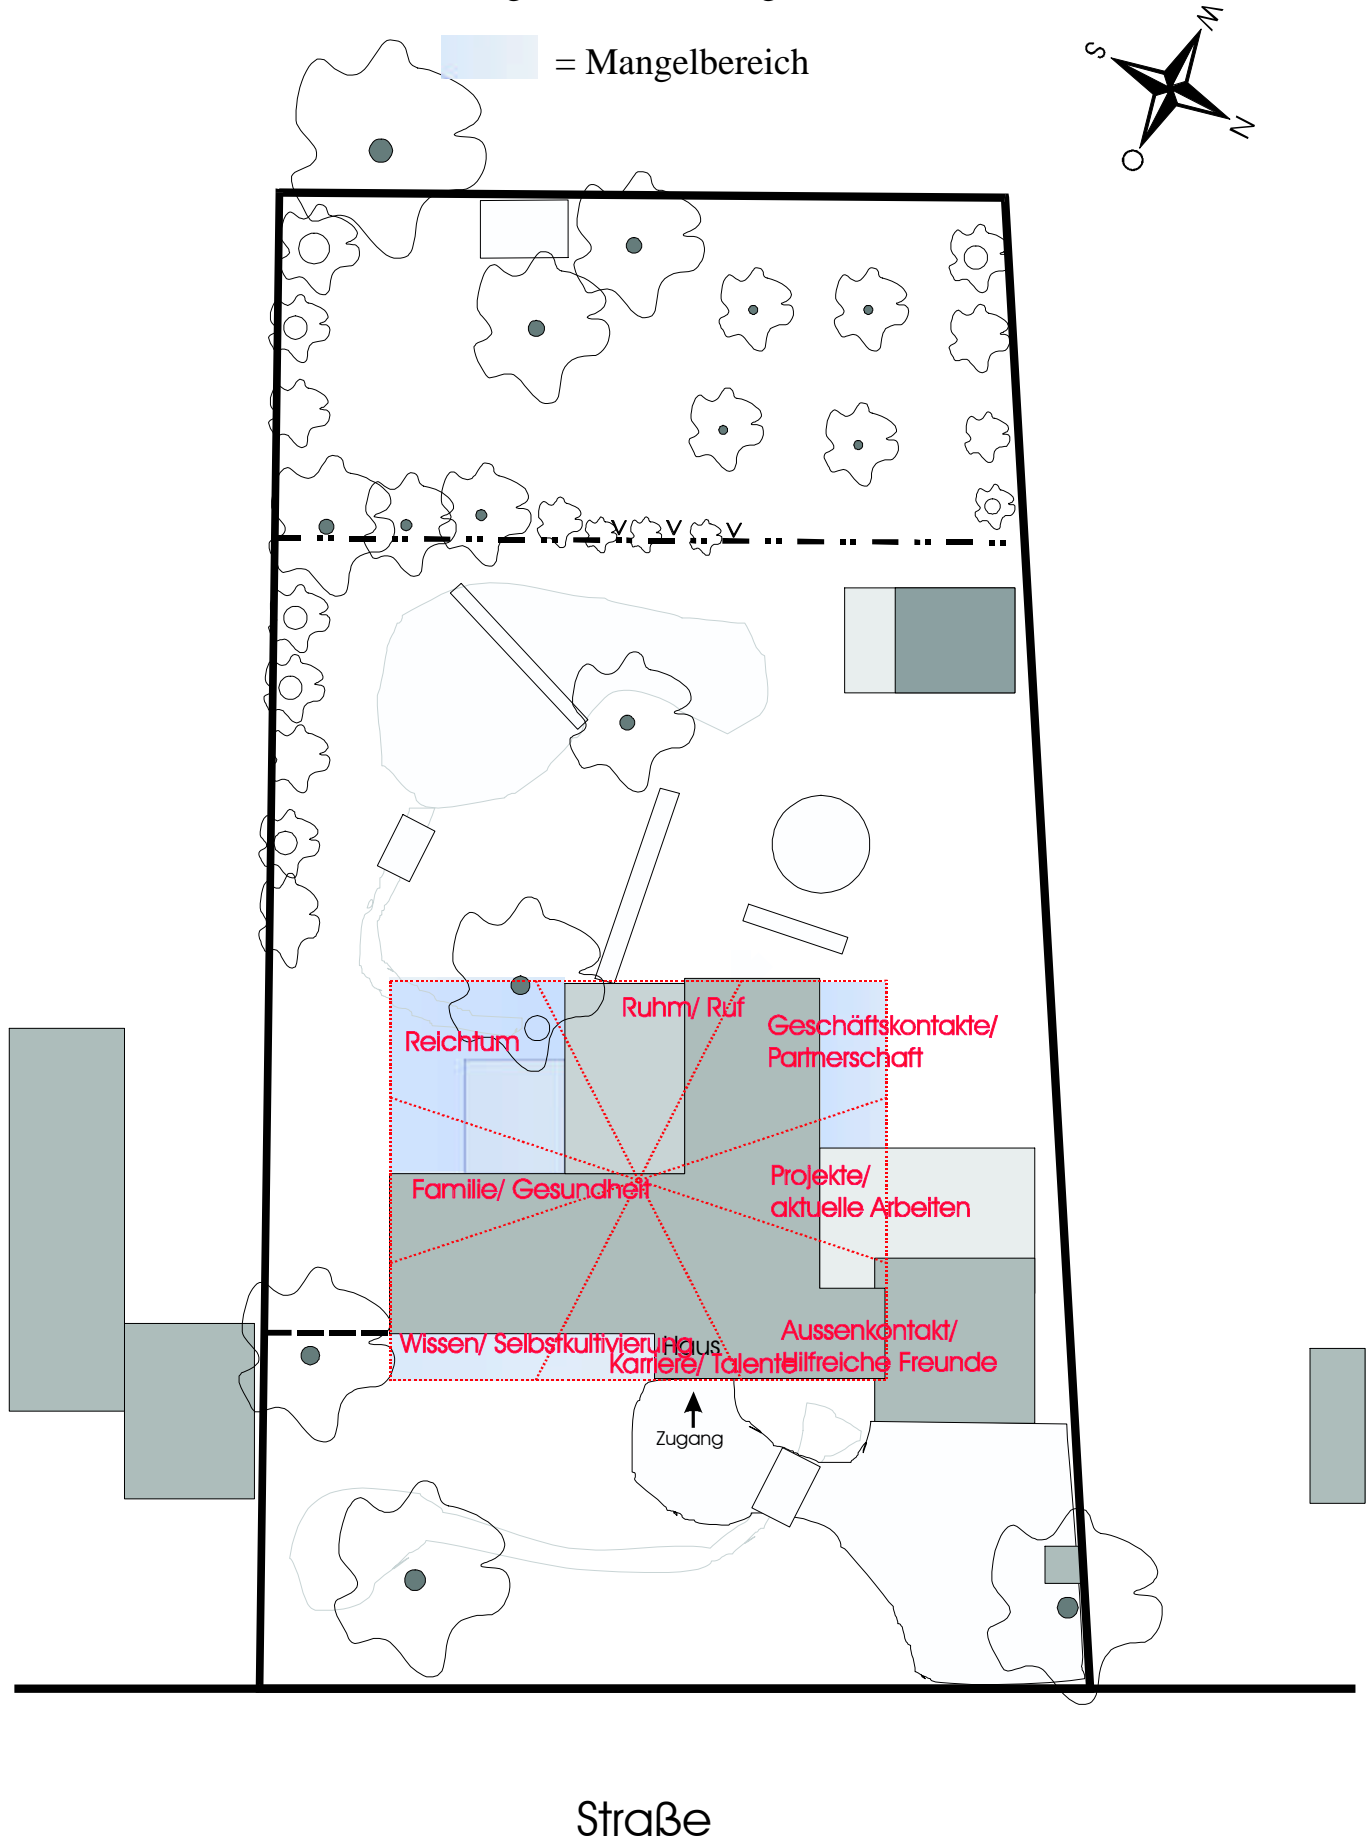 = Mangelbereich
S
W
N
O
Ruhm/ Ruf
Geschäftskontakte/
Partnerschaft
Reichtum
Familie/ Gesundheit
Projekte/
aktuelle Arbeiten
Wissen/ Selbstkultivierung
Haus
Karriere/ Talente
Aussenkontakt/
Hilfreiche Freunde
Zugang
Straße